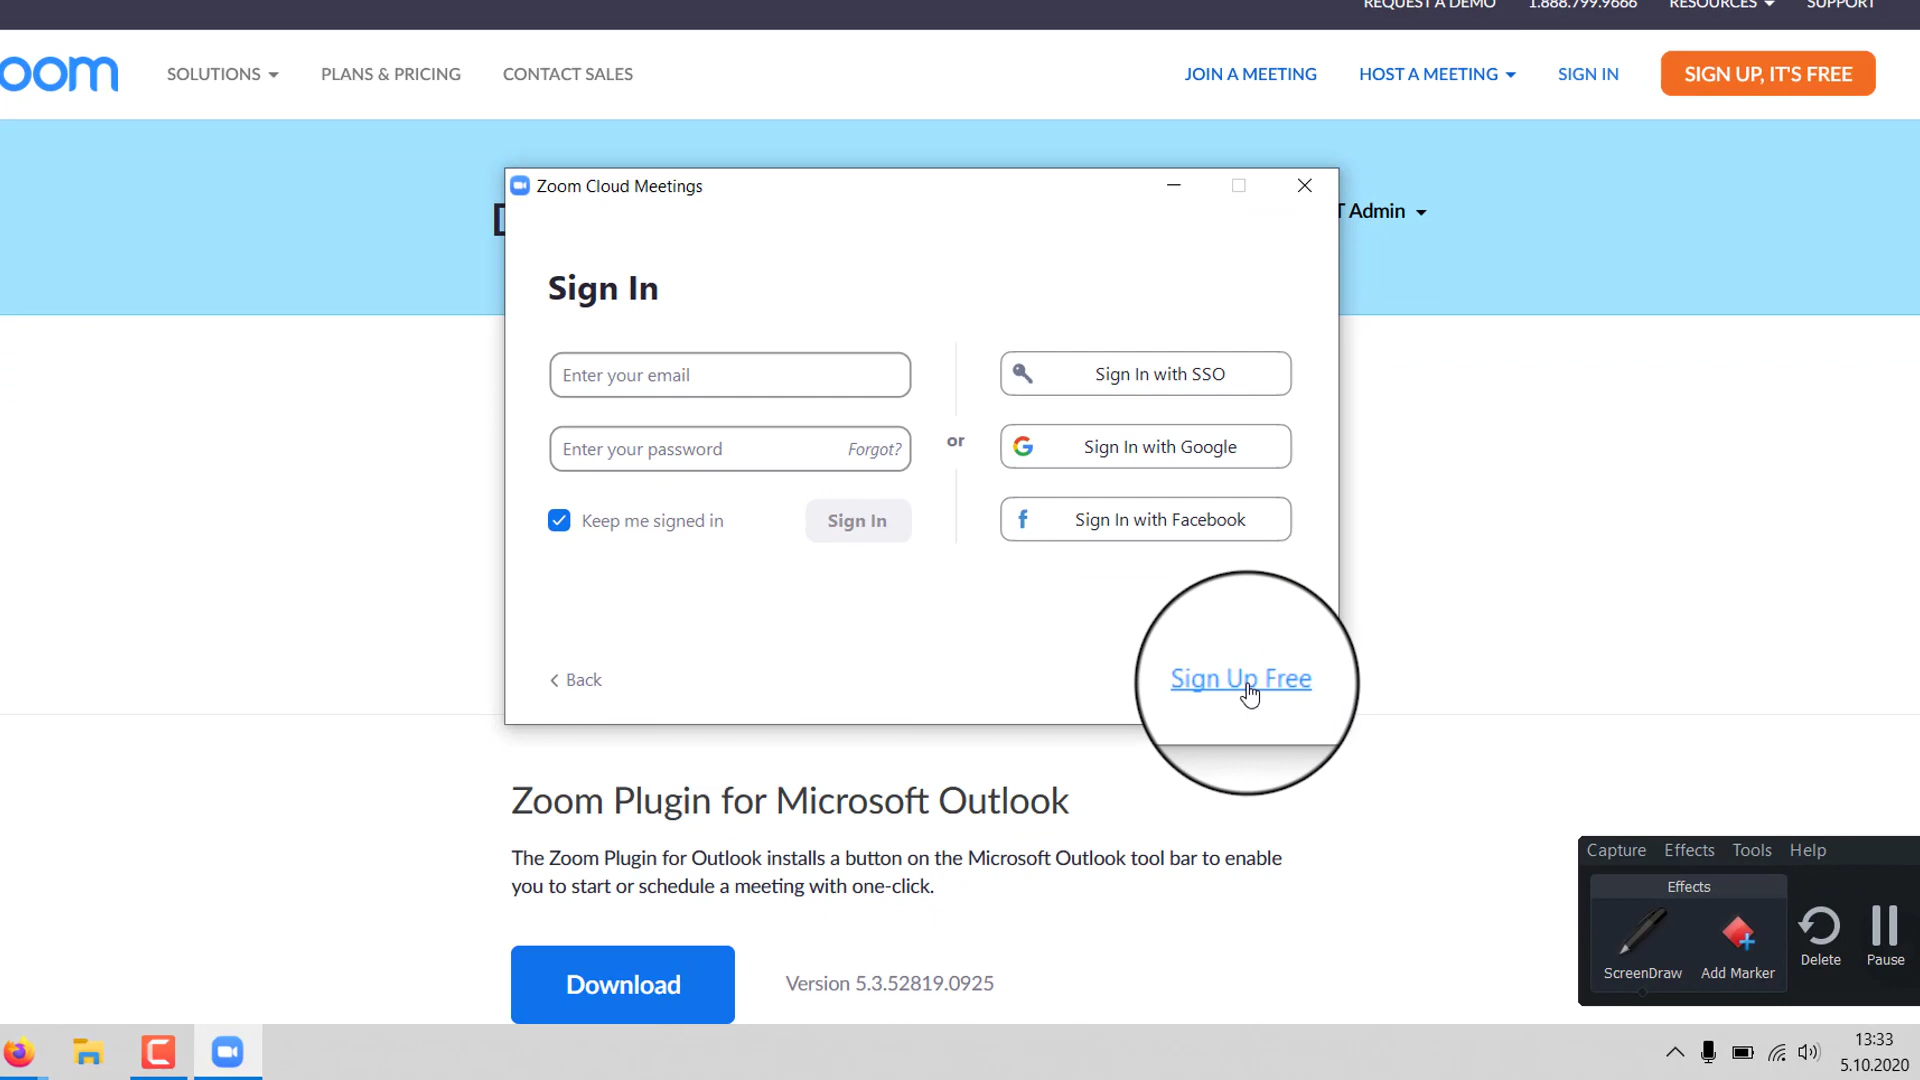 REQUEST A DEMO 1.888.799.9666 RESOURCES SUPPORT
oom SOLUTIONS PLANS & PRICING CONTACT SALES JOIN A MEETING HOST A MEETING SIGN IN SIGN UP, IT'S FREE
Zoom Cloud Meetings
T Admin
Sign In
Enter your email
Sign In with SSO
Enter your password Forgot?
or
Sign In with Google
Keep me signed in
Sign In
Sign In with Facebook
Back
Sign Up Free
Zoom Plugin for Microsoft Outlook
The Zoom Plugin for Outlook installs a button on the Microsoft Outlook tool bar to enable
you to start or schedule a meeting with one-click.
Download
Version 5.3.52819.0925
Capture Effects Tools Help
Effects
ScreenDraw Add Marker Delete Pause
13:33
5.10.2020